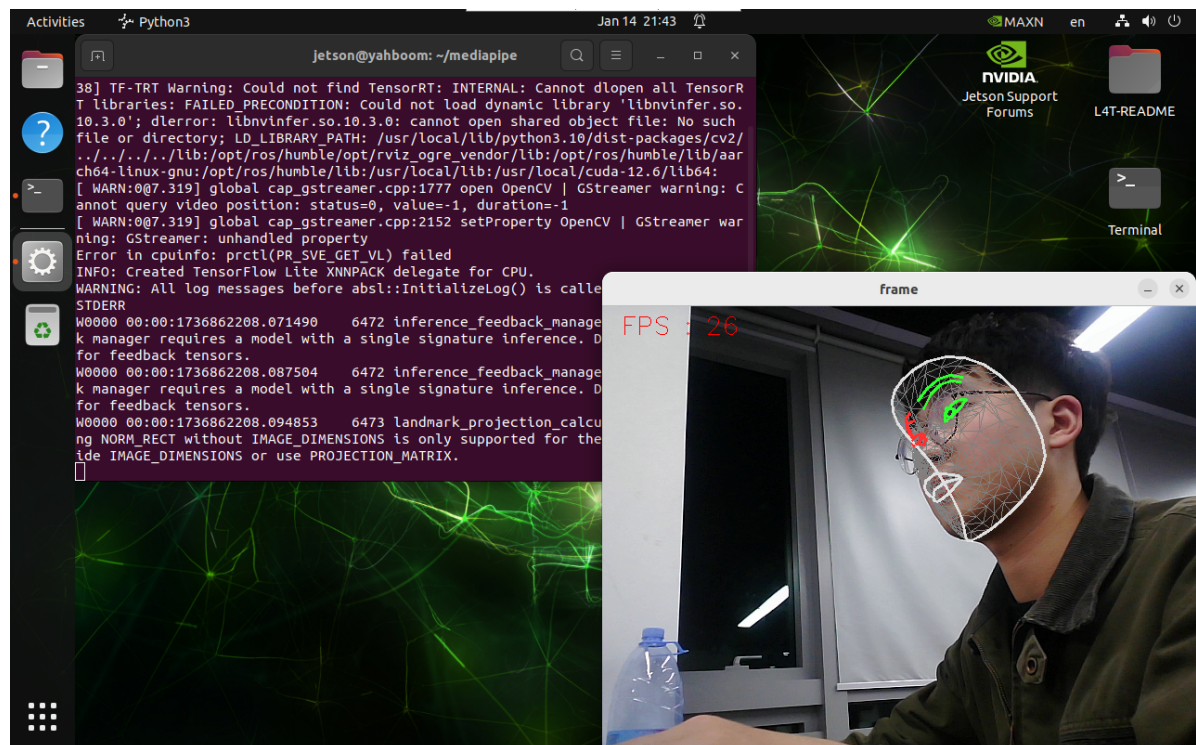 Activities
Python3
Jan 14 21:43
MAXN
en
jetson@yahboom: ~/mediapipe
38] TF-TRT Warning: Could not find TensorRT: INTERNAL: Cannot dlopen all TensorR
T libraries: FAILED_PRECONDITION: Could not load dynamic library 'libnvinfer.so.
10.3.0'; dlerror: libnvinfer.so.10.3.0: cannot open shared object file: No such
file or directory; LD_LIBRARY_PATH: /usr/local/lib/python3.10/dist-packages/cv2/
../../../../lib:/opt/ros/humble/opt/rviz_ogre_vendor/lib:/opt/ros/humble/lib/aar
ch64-linux-gnu:/opt/ros/humble/lib:/usr/local/lib:/usr/local/cuda-12.6/lib64:
[ WARN:0@7.319] global cap_gstreamer.cpp:1777 open OpenCV | GStreamer warning: C
annot query video position: status=0, value=-1, duration=-1
[ WARN:0@7.319] global cap_gstreamer.cpp:2152 setProperty OpenCV | GStreamer war
ning: GStreamer: unhandled property
Error in cpuinfo: prctl(PR_SVE_GET_VL) failed
INFO: Created TensorFlow Lite XNNPACK delegate for CPU.
WARNING: All log messages before absl::InitializeLog() is calle
STDERR
W0000 00:00:1736862208.071490 6472 inference_feedback_manage
k manager requires a model with a single signature inference. D
for feedback tensors.
W0000 00:00:1736862208.087504 6472 inference_feedback_manage
k manager requires a model with a single signature inference. D
for feedback tensors.
W0000 00:00:1736862208.094853 6473 landmark_projection_calcu
ng NORM_RECT without IMAGE_DIMENSIONS is only supported for the
ide IMAGE_DIMENSIONS or use PROJECTION_MATRIX.
NVIDIA
Jetson Support
Forums
L4T-README
>_
Terminal
frame
FPS : 26